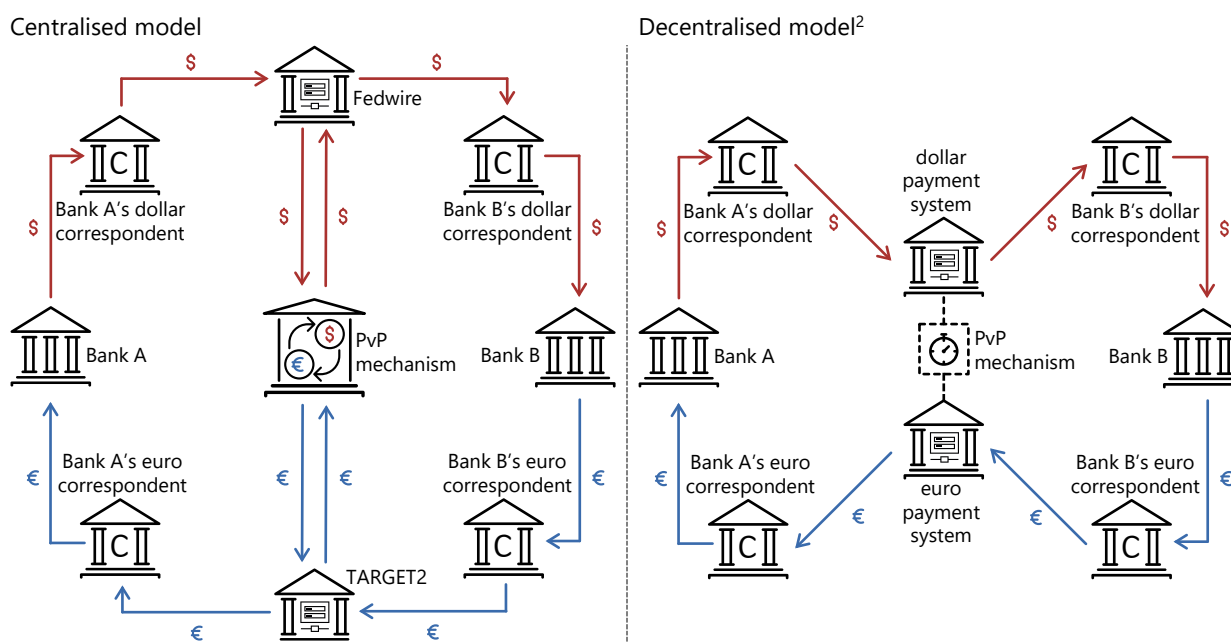 Centralised model
$
$
Fedwire
C
C
Bank A's dollar
correspondent
Bank B's dollar
correspondent
$
$
$
$
$
€
PvP
mechanism
Bank A
Bank B
Bank A's euro
correspondent
Bank B's euro
correspondent
€
€
€
€
C
C
TARGET2
€
€
Decentralised model2
C
C
dollar
payment
system
Bank A's dollar
correspondent
Bank B's dollar
correspondent
$
$
$
$
PvP
mechanism
Bank A
Bank B
Bank A's euro
correspondent
Bank B's euro
correspondent
€
€
€
€
C
C
euro
payment
system